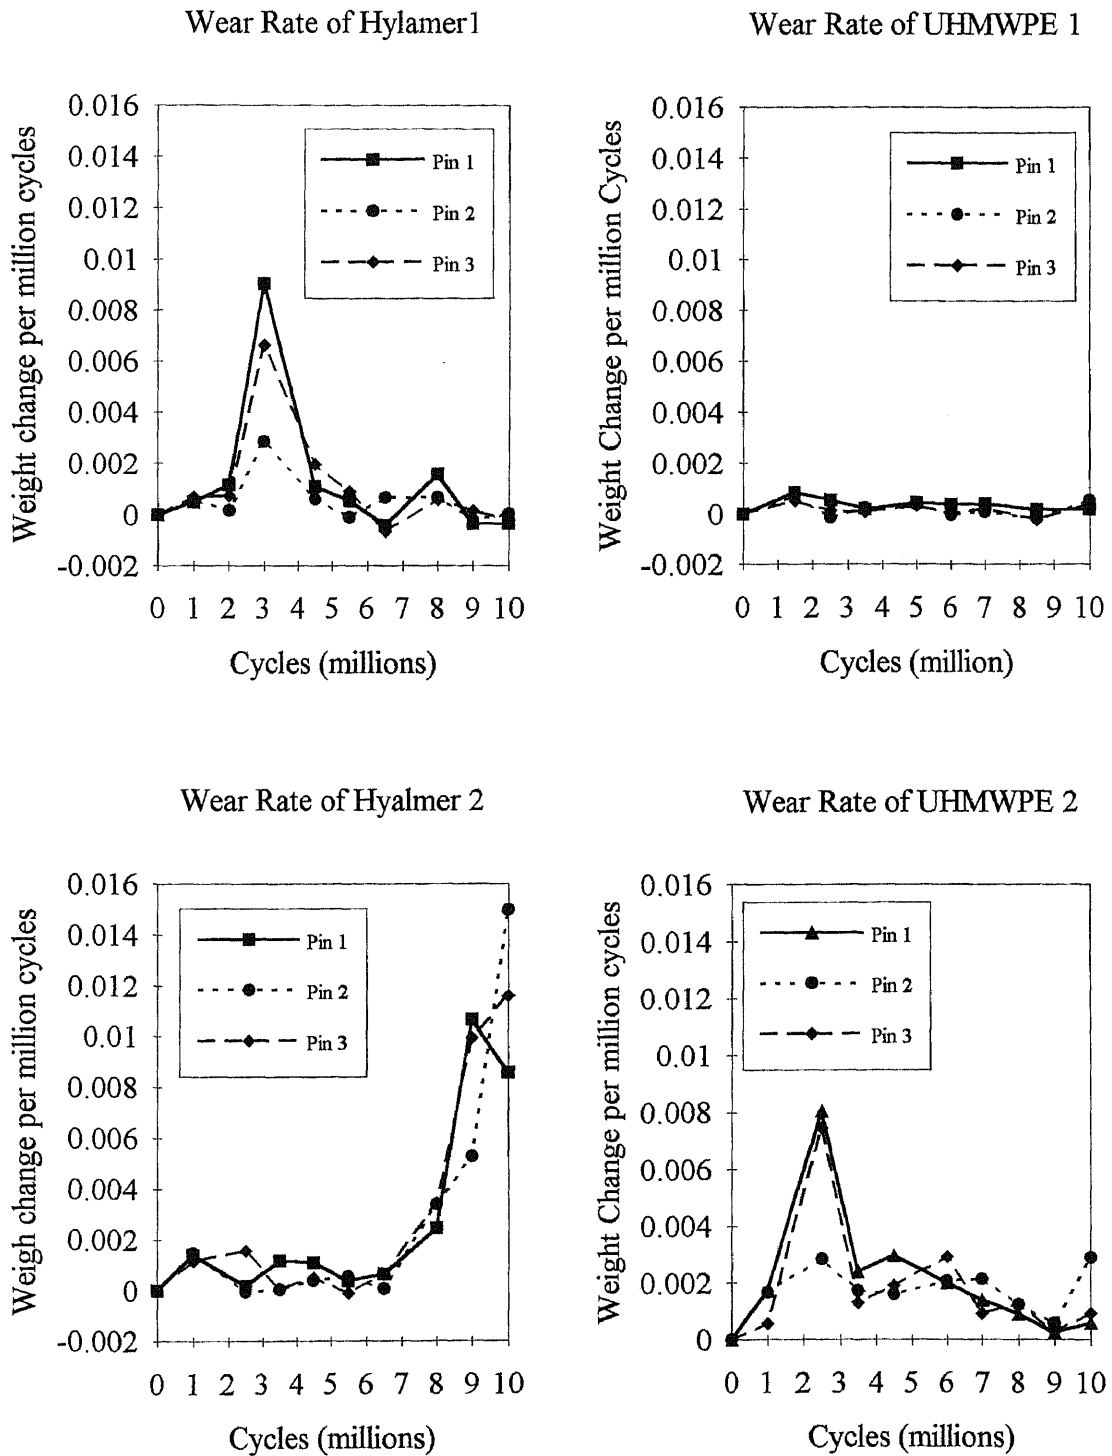 Wear Rate of Hylamer1
Weight change per million cycles
0.016
0.014
0.012
0.01
0.008
0.006
0.004
0.002
0
-0.002
Pin 1
Pin 2
Pin 3
0 1 2 3 4 5 6 7 8 9 10
Cycles (millions)
Wear Rate of UHMWPE 1
Weight Change per million Cycles
0.016
0.014
0.012
0.01
0.008
0.006
0.004
0.002
0
-0.002
Pin 1
Pin 2
Pin 3
0 1 2 3 4 5 6 7 8 9 10
Cycles (million)
Wear Rate of Hyalmer 2
Weigh change per million cycles
0.016
0.014
0.012
0.01
0.008
0.006
0.004
0.002
0
-0.002
Pin 1
Pin 2
Pin 3
0 1 2 3 4 5 6 7 8 9 10
Cycles (millions)
Wear Rate of UHMWPE 2
Weight Change per million cycles
0.016
0.014
0.012
0.01
0.008
0.006
0.004
0.002
0
Pin 1
Pin 2
Pin 3
0 1 2 3 4 5 6 7 8 9 10
Cycles (millions)